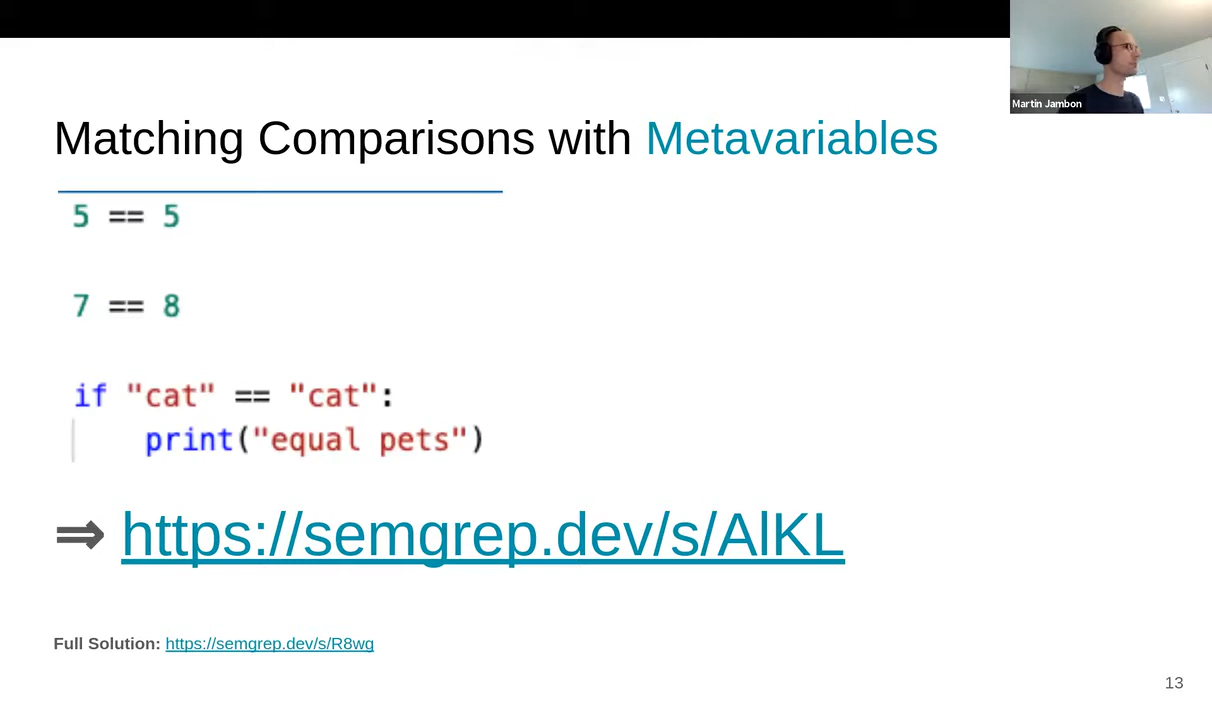 Martin Jambon
Matching Comparisons with Metavariables
5 == 5
7 == 8
if "cat" == "cat":
print("equal pets")
⇒ https://semgrep.dev/s/AlKL
Full Solution: https://semgrep.dev/s/R8wg
13